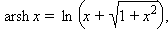 arsh x = ln (x + √1 + x²),